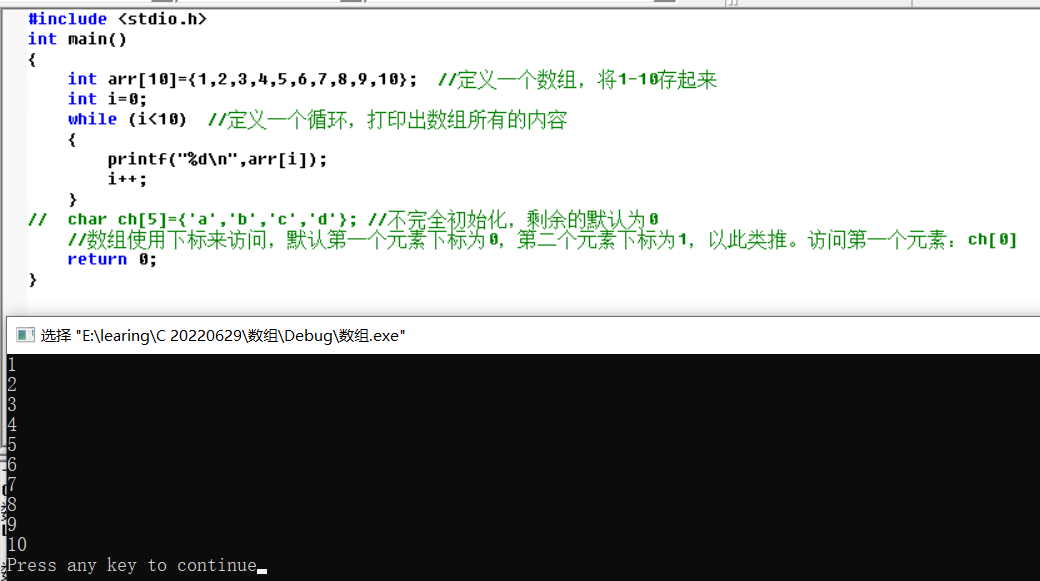 #include <stdio.h>
int main()
{
    int arr[10]={1,2,3,4,5,6,7,8,9,10};  //定义一个数组，将1-10存起来
    int i=0;
    while (i<10)  //定义一个循环，打印出数组所有的内容
    {
        printf("%d\n",arr[i]);
        i++;
    }
//  char ch[5]={'a','b','c','d'}; //不完全初始化，剩余的默认为0
    //数组使用下标来访问，默认第一个元素下标为0，第二个元素下标为1，以此类推。访问第一个元素：ch[0]
    return 0;
}
选择 "E:\learing\C 20220629\数组\Debug\数组.exe"
1
2
3
4
5
6
7
8
9
10
Press any key to continue